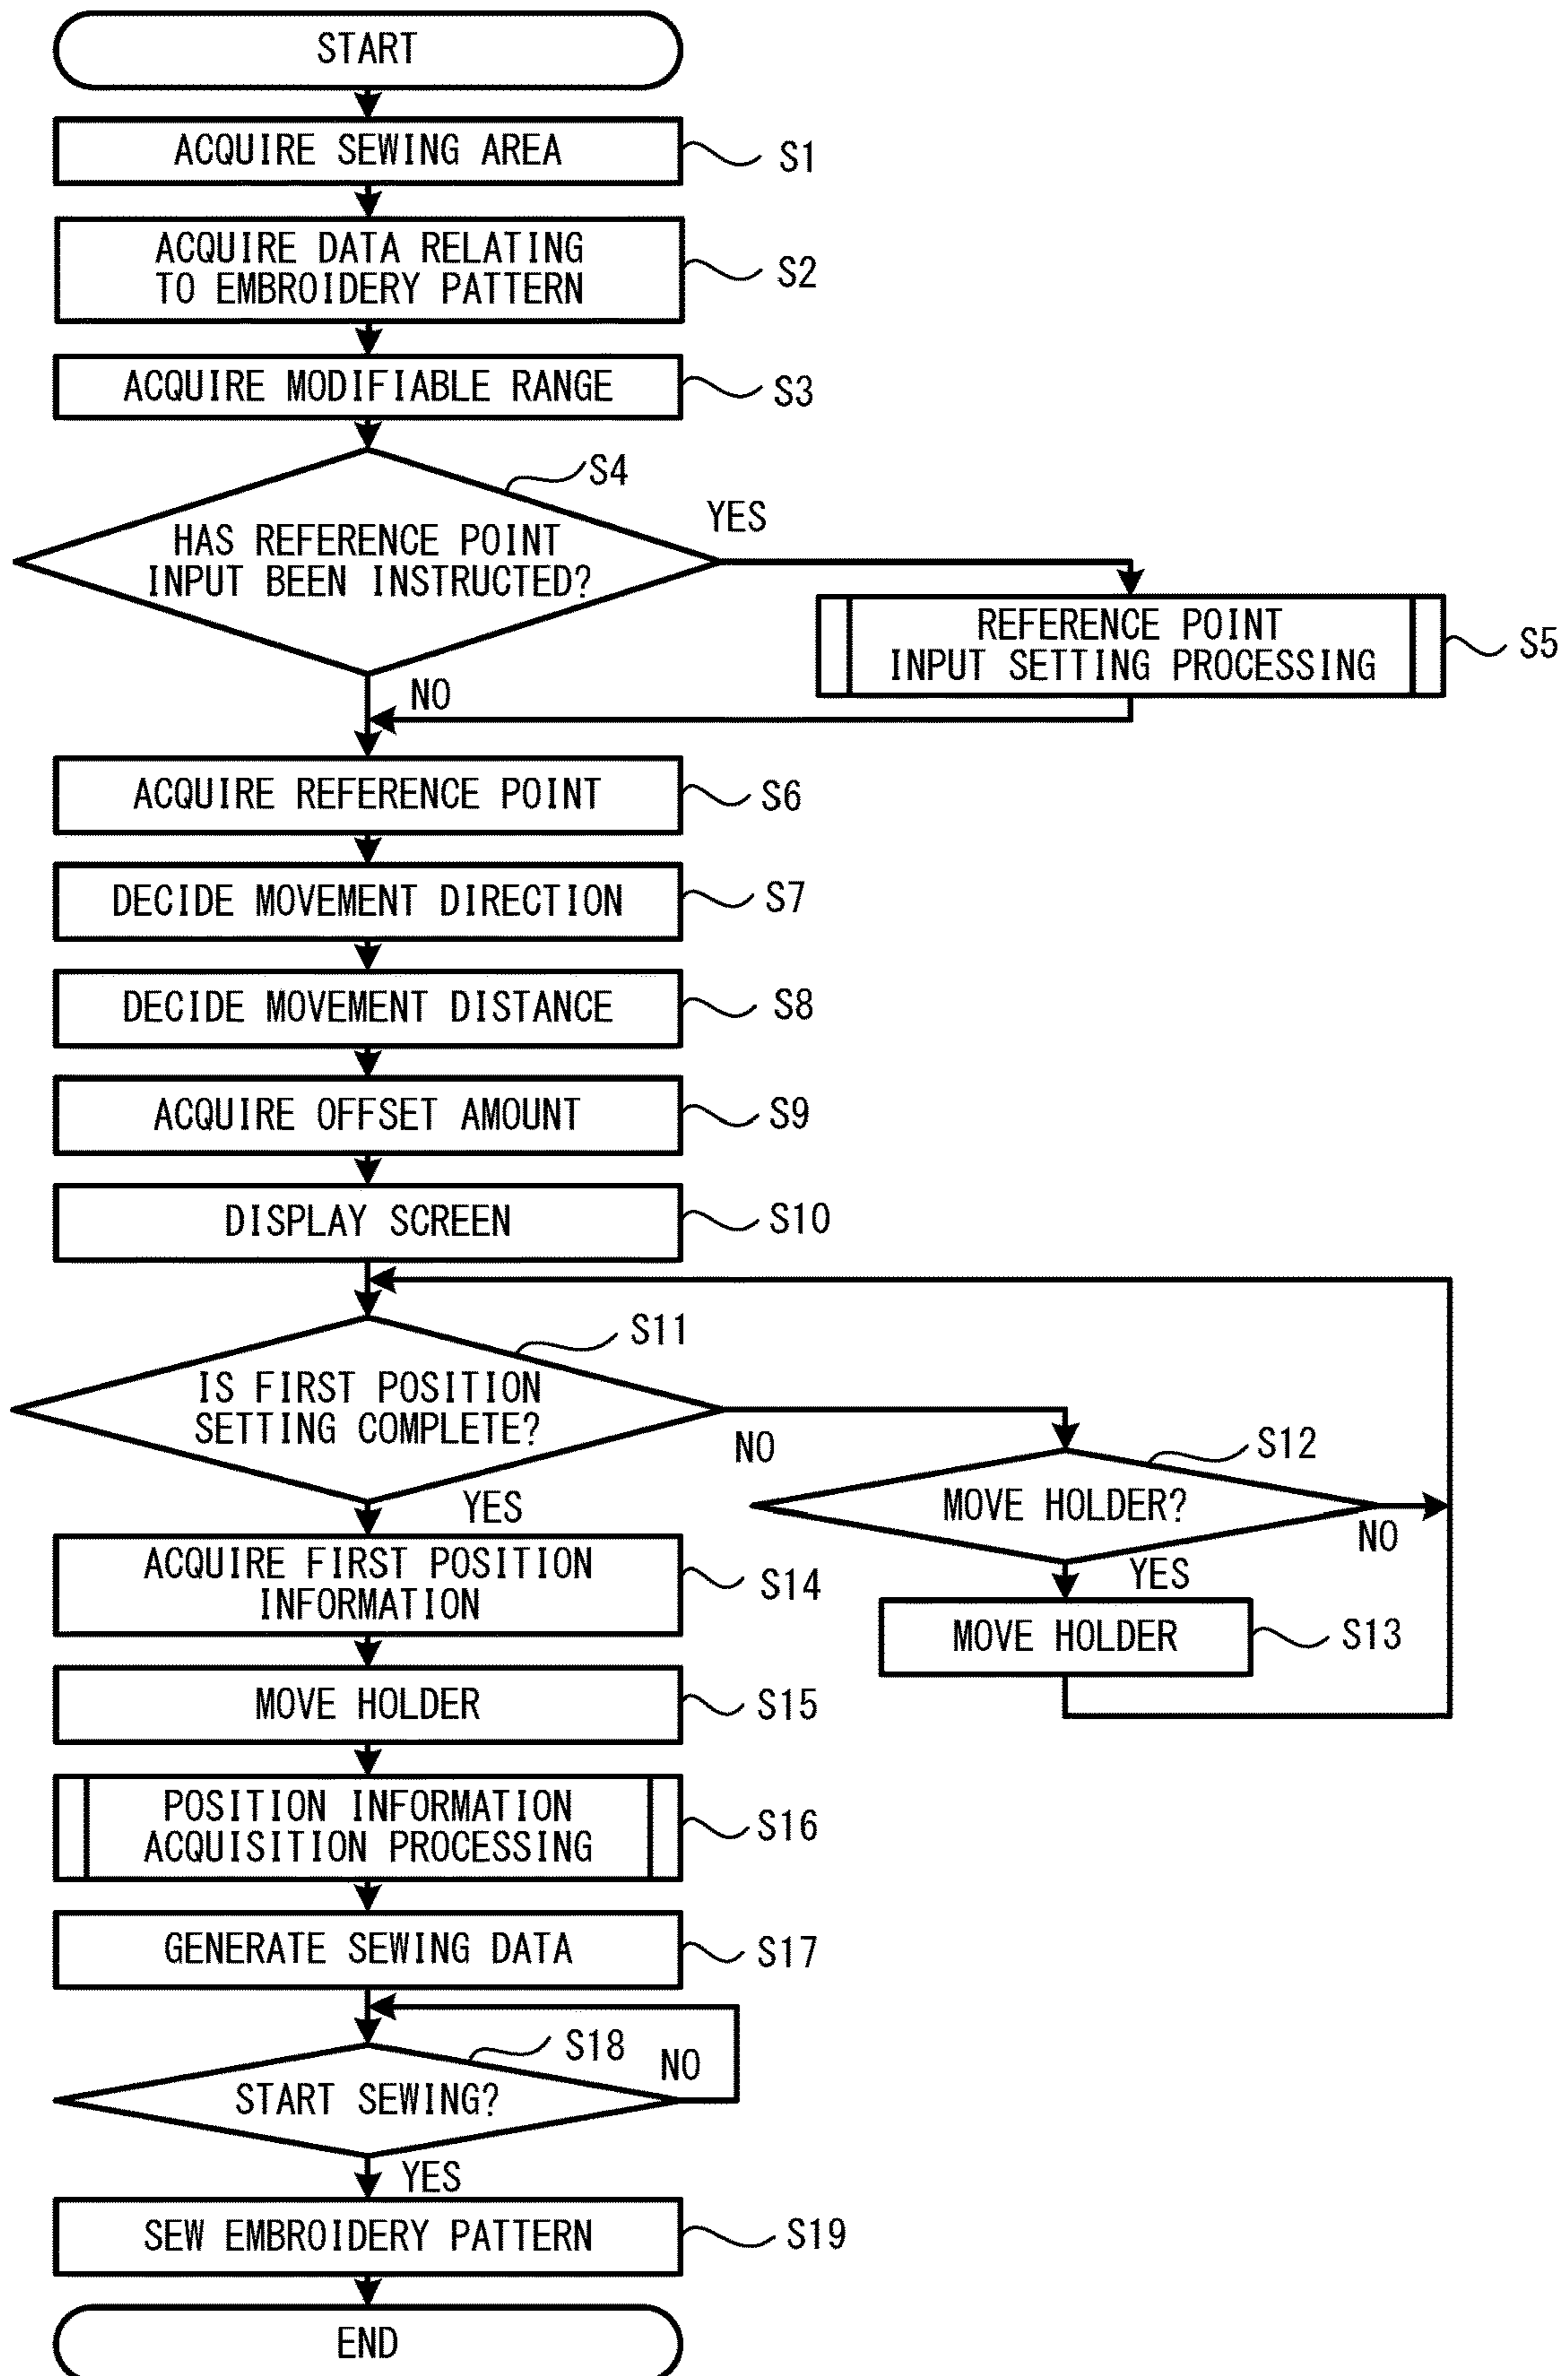 START
ACQUIRE SEWING AREA
S1
ACQUIRE DATA RELATING
TO EMBROIDERY PATTERN
S2
ACQUIRE MODIFIABLE RANGE
S3
S4
HAS REFERENCE POINT
INPUT BEEN INSTRUCTED?
YES
REFERENCE POINT
INPUT SETTING PROCESSING
S5
NO
ACQUIRE REFERENCE POINT
S6
DECIDE MOVEMENT DIRECTION
S7
DECIDE MOVEMENT DISTANCE
S8
ACQUIRE OFFSET AMOUNT
S9
DISPLAY SCREEN
S10
S11
IS FIRST POSITION
SETTING COMPLETE?
NO
S12
MOVE HOLDER?
NO
YES
MOVE HOLDER
S13
YES
ACQUIRE FIRST POSITION
INFORMATION
S14
MOVE HOLDER
S15
POSITION INFORMATION
ACQUISITION PROCESSING
S16
GENERATE SEWING DATA
S17
S18
NO
START SEWING?
YES
SEW EMBROIDERY PATTERN
S19
END